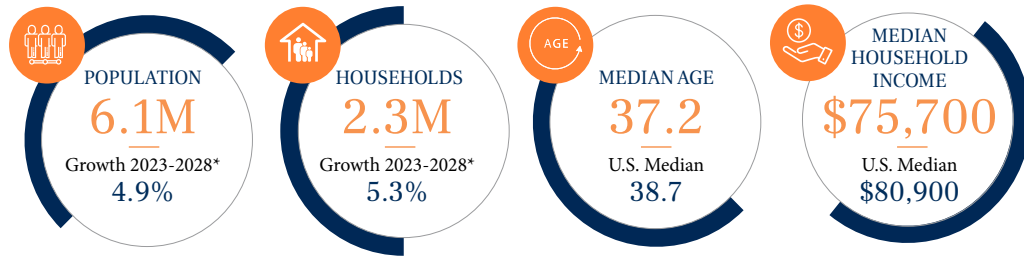 POPULATION
6.1M
Growth 2023-2028*
4.9%
HOUSEHOLDS
2.3M
Growth 2023-2028*
5.3%
AGE
MEDIAN AGE
37.2
U.S. Median
38.7
$
MEDIAN
HOUSEHOLD
INCOME
$75,700
U.S. Median
$80,900